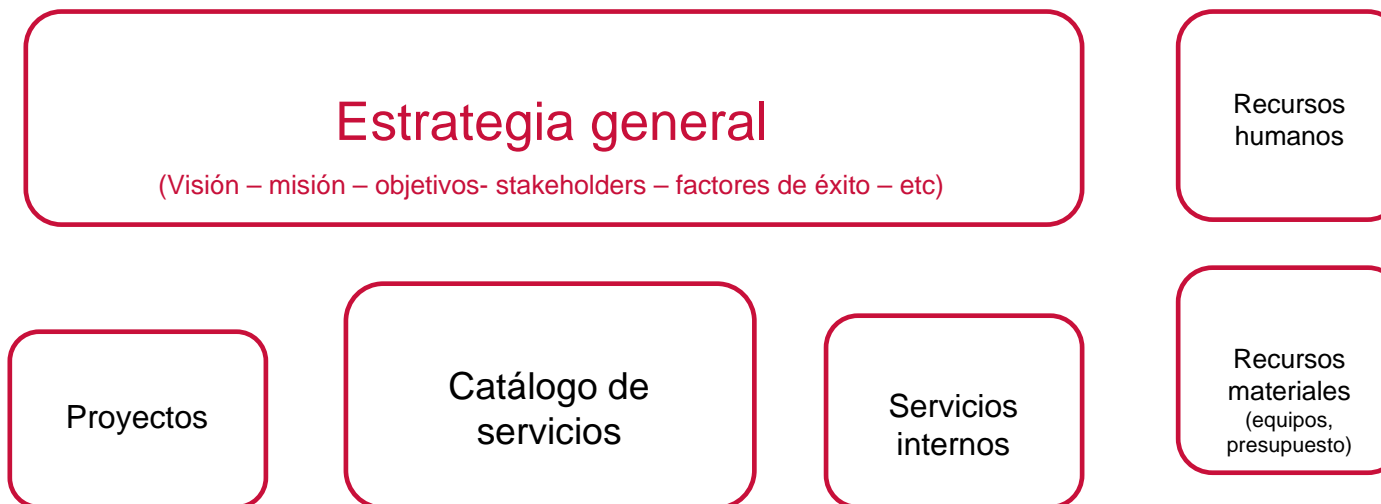 Estrategia general
(Visión – misión – objetivos- stakeholders – factores de éxito – etc)
Recursos
humanos
Proyectos
Catálogo de
servicios
Servicios
internos
Recursos
materiales
(equipos,
presupuesto)